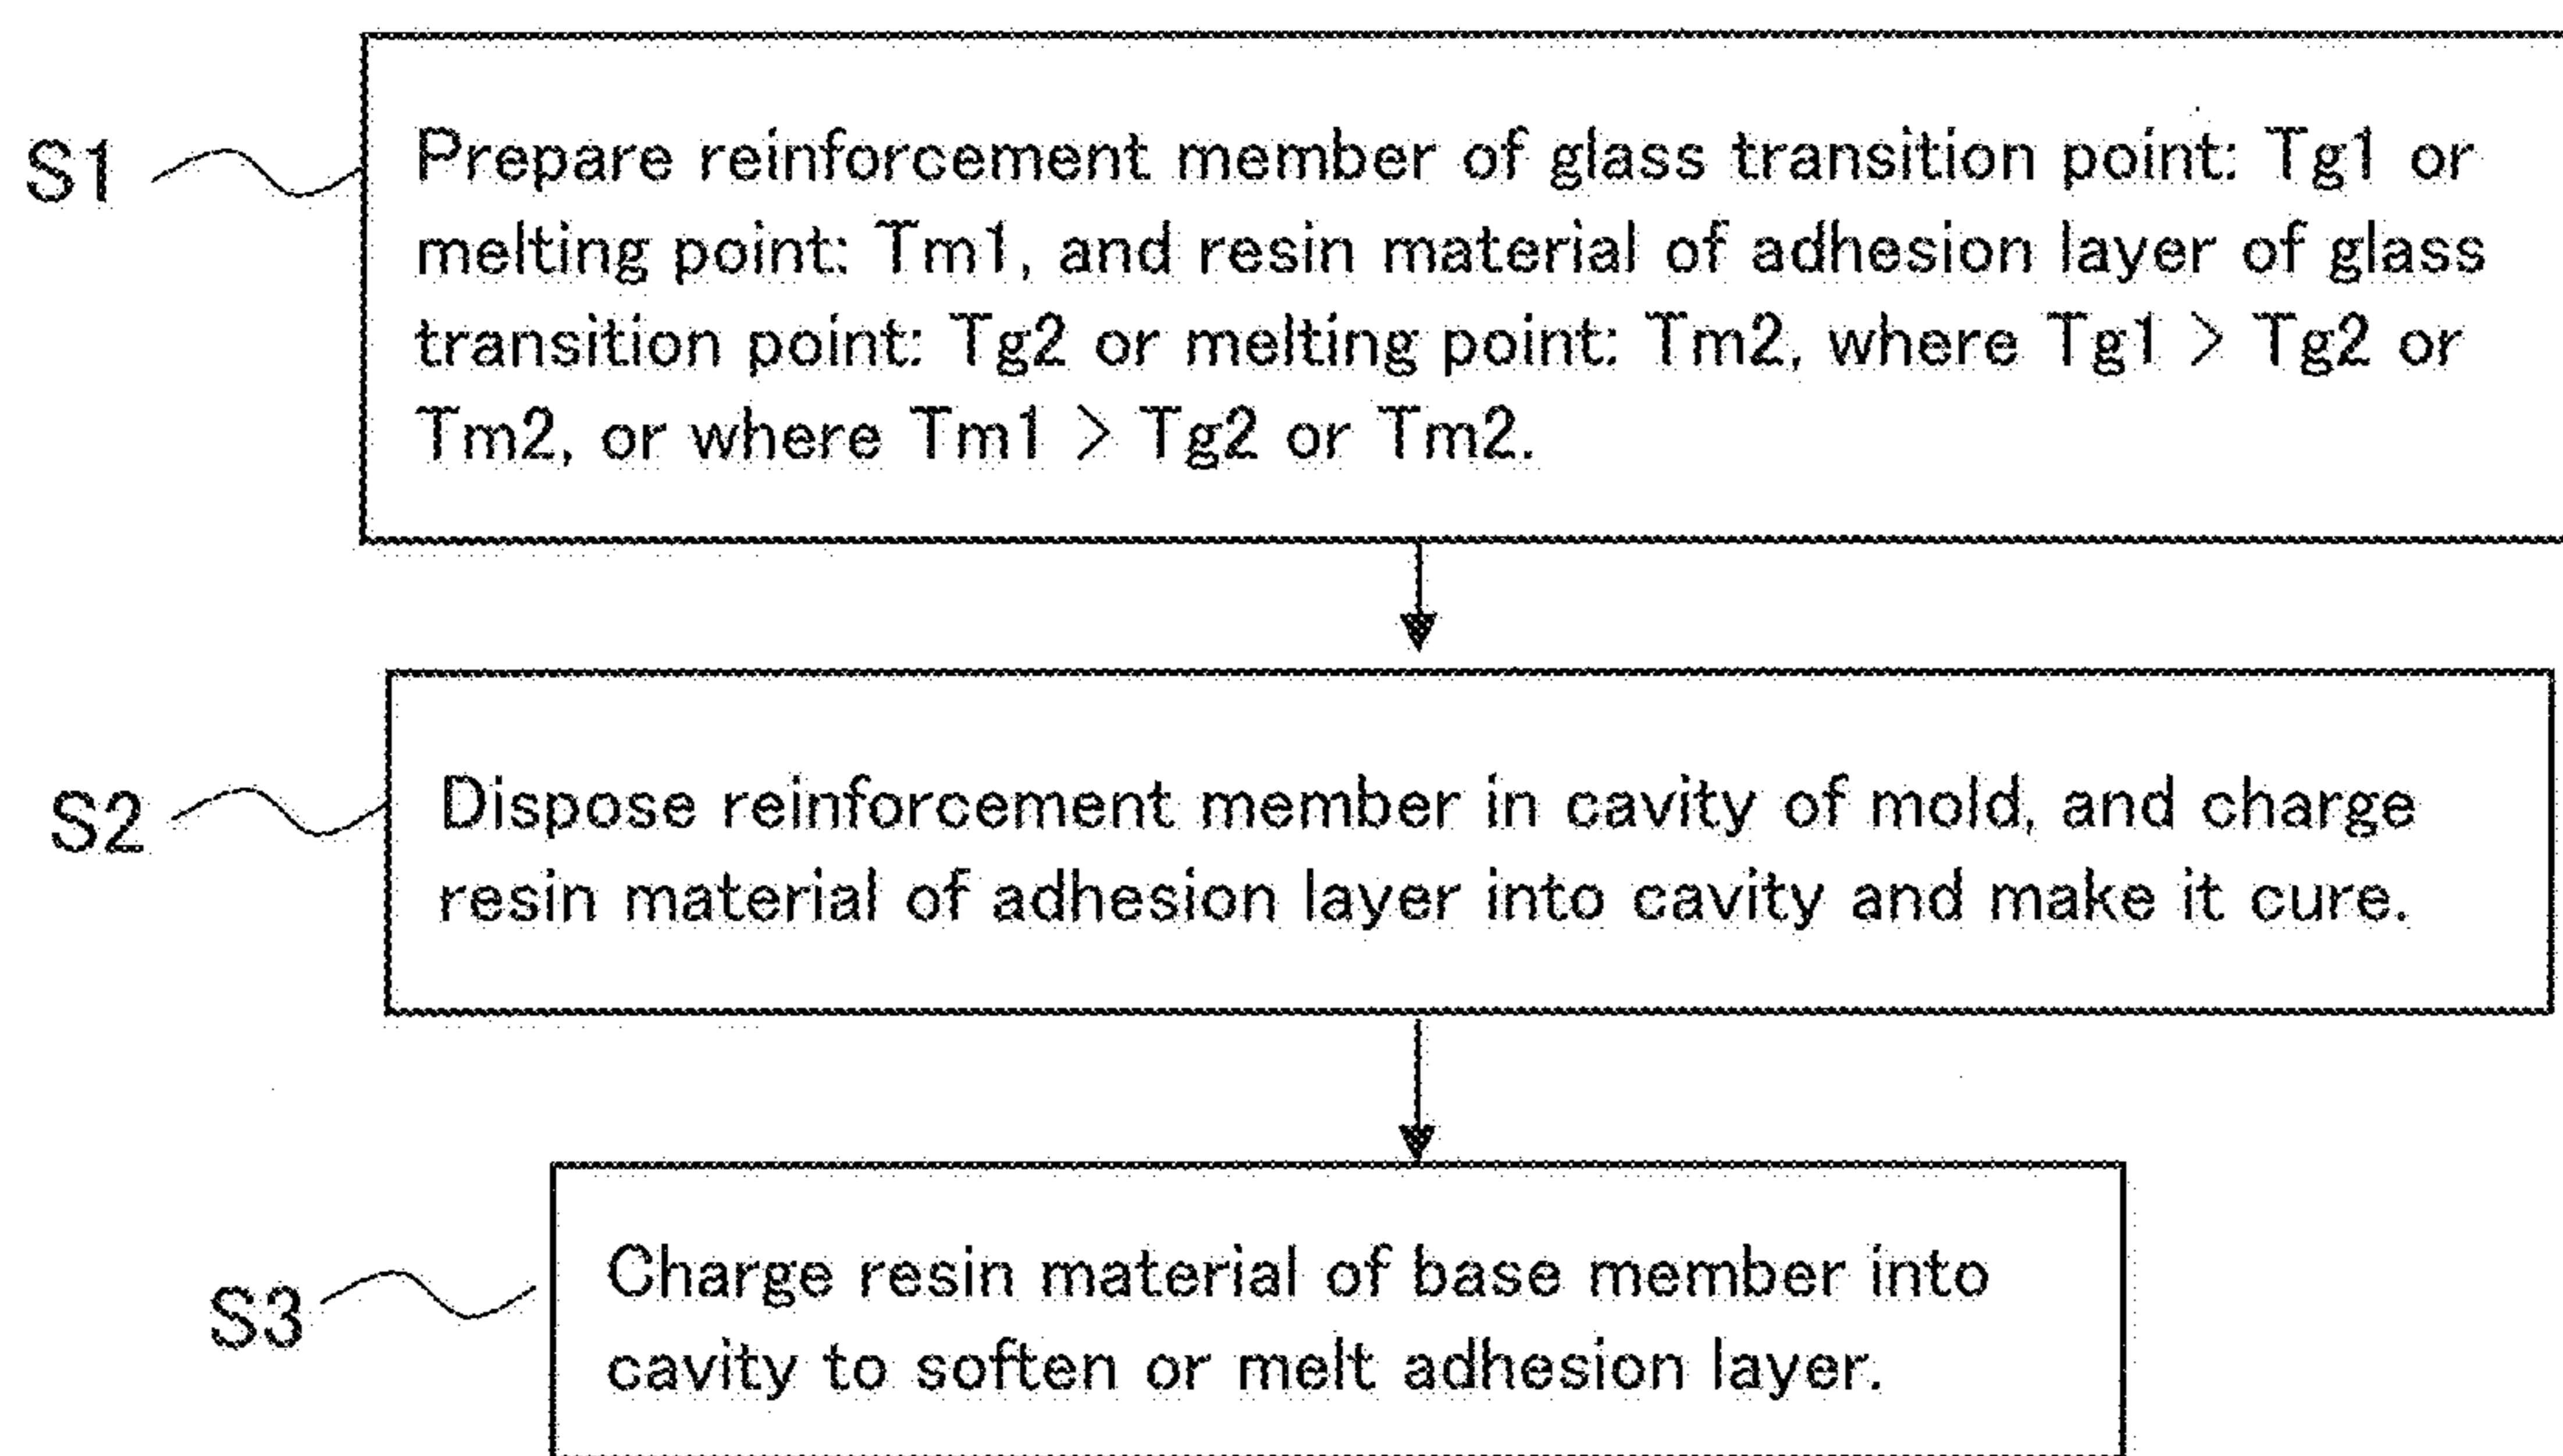 S1
Prepare reinforcement member of glass transition point: Tg1 or
melting point: Tm1, and resin material of adhesion layer of glass
transition point: Tg2 or melting point: Tm2, where Tg1 > Tg2 or
Tm2, or where Tm1 > Tg2 or Tm2.
S2
Dispose reinforcement member in cavity of mold, and charge
resin material of adhesion layer into cavity and make it cure.
S3
Charge resin material of base member into
cavity to soften or melt adhesion layer.